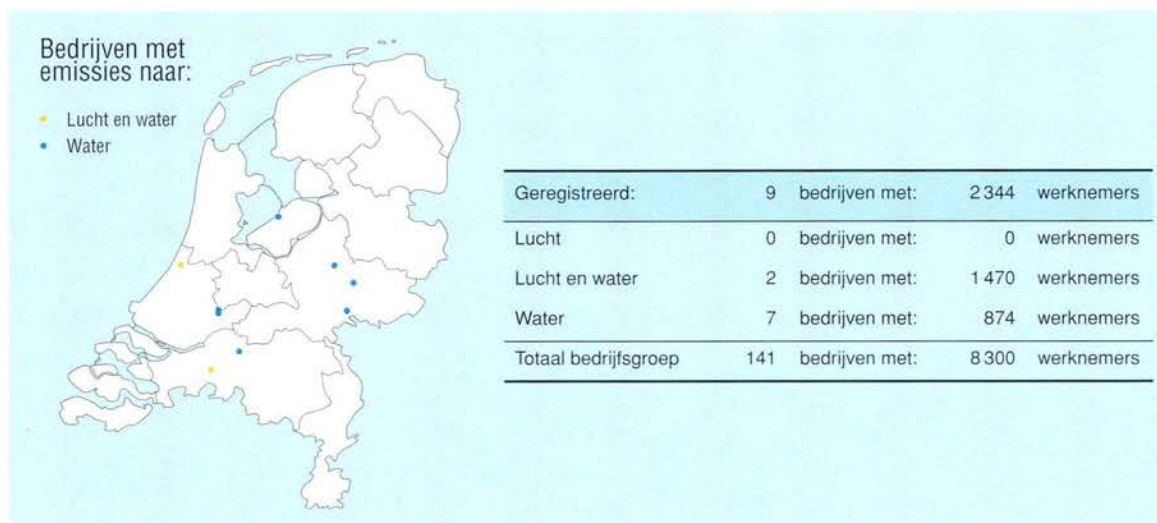 Bedrijven met
emissies naar:
Lucht en water
Water
Geregistreerd: 9 bedrijven met: 2 344 werknemers
Lucht 0 bedrijven met: 0 werknemers
Lucht en water 2 bedrijven met: 1 470 werknemers
Water 7 bedrijven met: 874 werknemers
Totaal bedrijfsgroep 141 bedrijven met: 8 300 werknemers